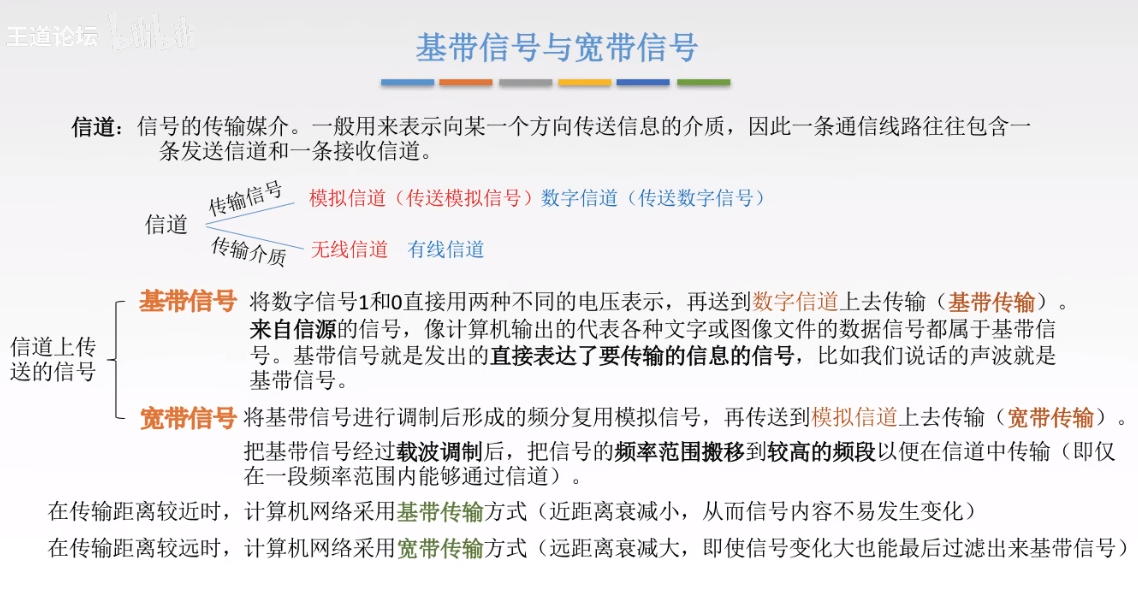 王道论坛 bilibili
基带信号与宽带信号
信道：信号的传输媒介。一般用来表示向某一个方向传送信息的介质，因此一条通信线路往往包含一
条发送信道和一条接收信道。
传输信号
模拟信道（传送模拟信号）数字信道（传送数字信号）
信道
传输介质
无线信道 有线信道
基带信号 将数字信号1和0直接用两种不同的电压表示，再送到数字信道上去传输（基带传输）。
来自信源的信号，像计算机输出的代表各种文字或图像文件的数据信号都属于基带信
号。基带信号就是发出的直接表达了要传输的信息的信号，比如我们说话的声波就是
基带信号。
信道上传
送的信号
宽带信号 将基带信号进行调制后形成的频分复用模拟信号，再传送到模拟信道上去传输（宽带传输）。
把基带信号经过载波调制后，把信号的频率范围搬移到较高的频段以便在信道中传输（即仅
在一段频率范围内能够通过信道）。
在传输距离较近时，计算机网络采用基带传输方式（近距离衰减小，从而信号内容不易发生变化）
在传输距离较远时，计算机网络采用宽带传输方式（远距离衰减大，即使信号变化大也能最后过滤出来基带信号）